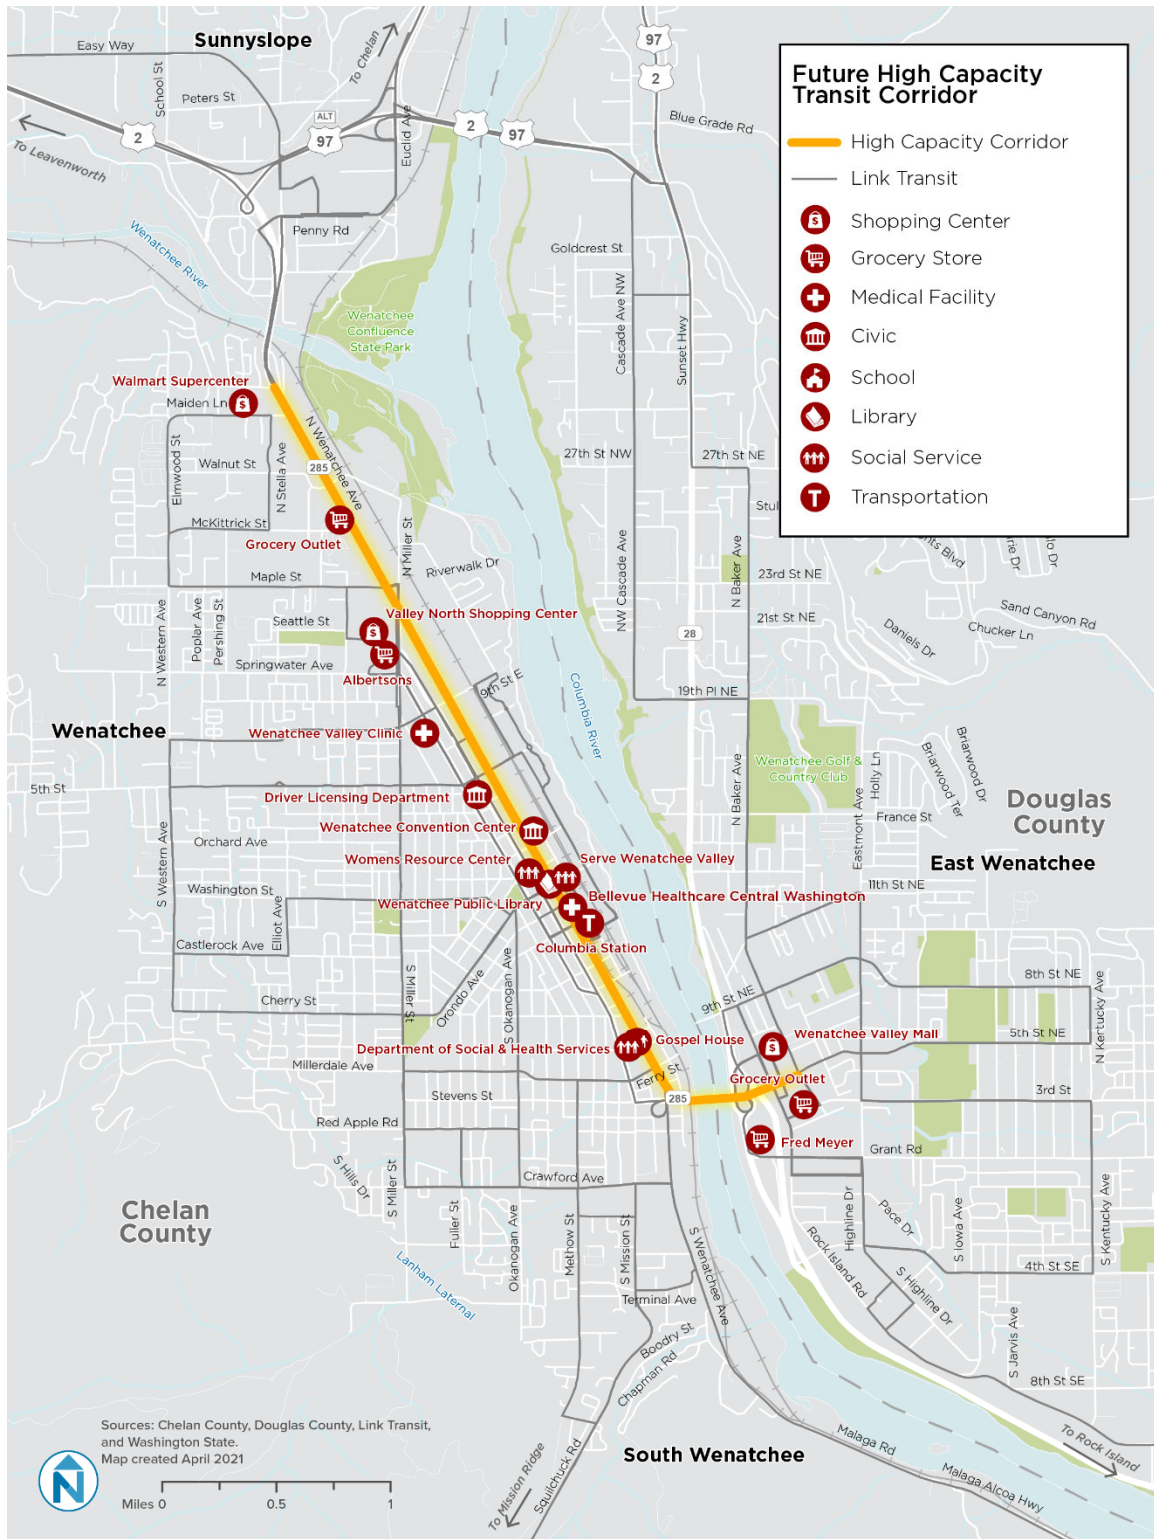 Sunnyslope
Easy Way
School St
Peters St
To Chelan
ALT
97
2
To Leavenworth
Euclid Ave
2
97
97
2
Blue Grade Rd
Penny Rd
Wenatchee River
Goldcrest St
Wenatchee
Confluence
State Park
Cascade Ave NW
Sunset Hwy
Future High Capacity
Transit Corridor
High Capacity Corridor
Link Transit
Shopping Center
Grocery Store
Medical Facility
Civic
School
Library
Social Service
Transportation
Walmart Supercenter
Maiden Ln
Elmwood St
Walnut St
N Stella Ave
285
N Wenatchee Ave
McKittrick St
Grocery Outlet
N Miller St
Riverwalk Dr
Maple St
27th St NW
27th St NE
NW Cascade Ave
N Baker Ave
23rd St NE
21st St NE
Sand Canyon Rd
Chucker Ln
Daniels Dr
28
N Western Ave
Poplar Ave
Pershing St
Seattle St
Valley North Shopping Center
Springwater Ave
Albertsons
9th St E
19th Pl NE
Columbia River
Wenatchee
Wenatchee Valley Clinic
5th St
Driver Licensing Department
Wenatchee Convention Center
Orchard Ave
S Western Ave
Womens Resource Center
Serve Wenatchee Valley
Washington St
Wenatchee Public Library
Bellevue Healthcare Central Washington
Columbia Station
Elliot Ave
Castlerock Ave
Cherry St
S Miller St
Orondo Ave
S Okanogan Ave
N Baker Ave
Wenatchee Golf &
Country Club
Holly Ln
Briarwood Ter
Briarwood Dr
Eastmont Ave
France St
Douglas
County
East Wenatchee
11th St NE
8th St NE
9th St NE
N Kentucky Ave
5th St NE
Wenatchee Valley Mall
Gospel House
Department of Social & Health Services
Millerdale Ave
Ferry St
Grocery Outlet
3rd St
Stevens St
285
Red Apple Rd
Fred Meyer
Grant Rd
S Hills Dr
S Miller St
Crawford Ave
Chelan
County
Fuller St
Okanogan Ave
Methow St
S Mission St
S Wenatchee Ave
Highline Dr
Pace Dr
S Iowa Ave
S Kentucky Ave
Rock Island Rd
S Highline Dr
4th St SE
Lanham Laternal
Terminal Ave
Boodry St
Chapman Rd
S Jarvis Ave
8th St SE
Sources: Chelan County, Douglas County, Link Transit,
and Washington State.
Map created April 2021
N
Miles 0
0.5
1
To Mission Ridge
Squilchuck Rd
South Wenatchee
Malaga Rd
Malaga Alcoa Hwy
To Rock Island